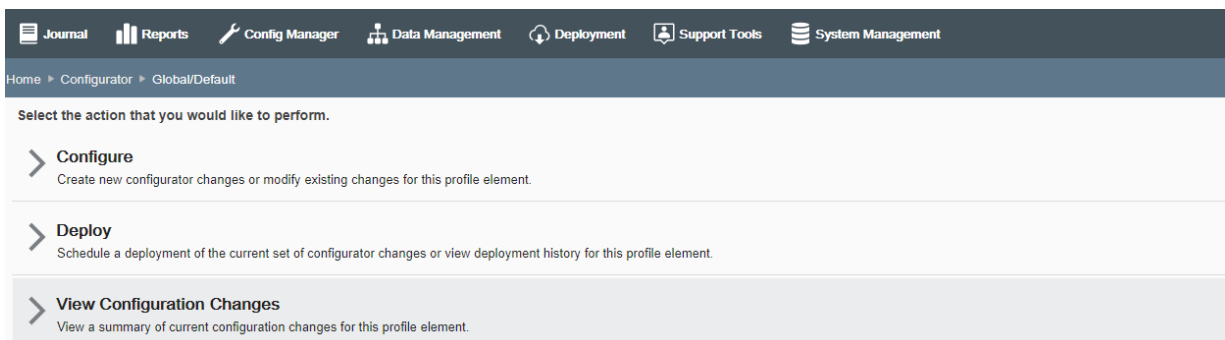 Journal Reports Config Manager Data Management Deployment Support Tools System Management
Home ▸ Configurator ▸ Global/Default
Select the action that you would like to perform.
Configure
Create new configurator changes or modify existing changes for this profile element.
Deploy
Schedule a deployment of the current set of configurator changes or view deployment history for this profile element.
View Configuration Changes
View a summary of current configuration changes for this profile element.